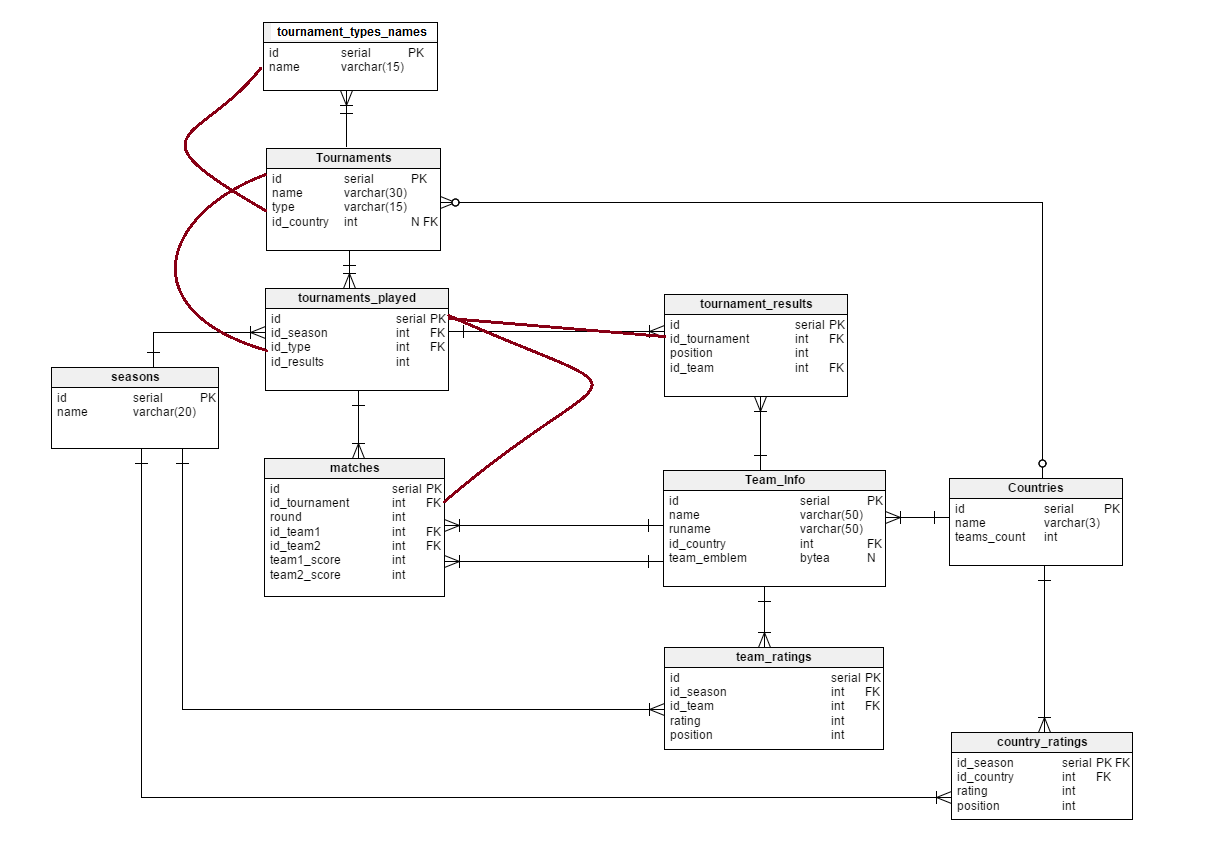 tournament_types_names
id serial PK
name varchar(15)
Tournaments
id serial PK
name varchar(30)
type varchar(15)
id_country int N FK
tournaments_played
id serial PK
id_season int FK
id_type int FK
id_results int
tournament_results
id serial PK
id_tournament int FK
position int
id_team int FK
seasons
id serial PK
name varchar(20)
matches
id serial PK
id_tournament int FK
round int
id_team1 int FK
id_team2 int FK
team1_score int
team2_score int
Team_Info
id serial PK
name varchar(50)
runame varchar(50)
id_country int FK
team_emblem bytea N
Countries
id serial PK
name varchar(3)
teams_count int
team_ratings
id serial PK
id_season int FK
id_team int FK
rating int
position int
country_ratings
id_season serial PK FK
id_country int FK
rating int
position int